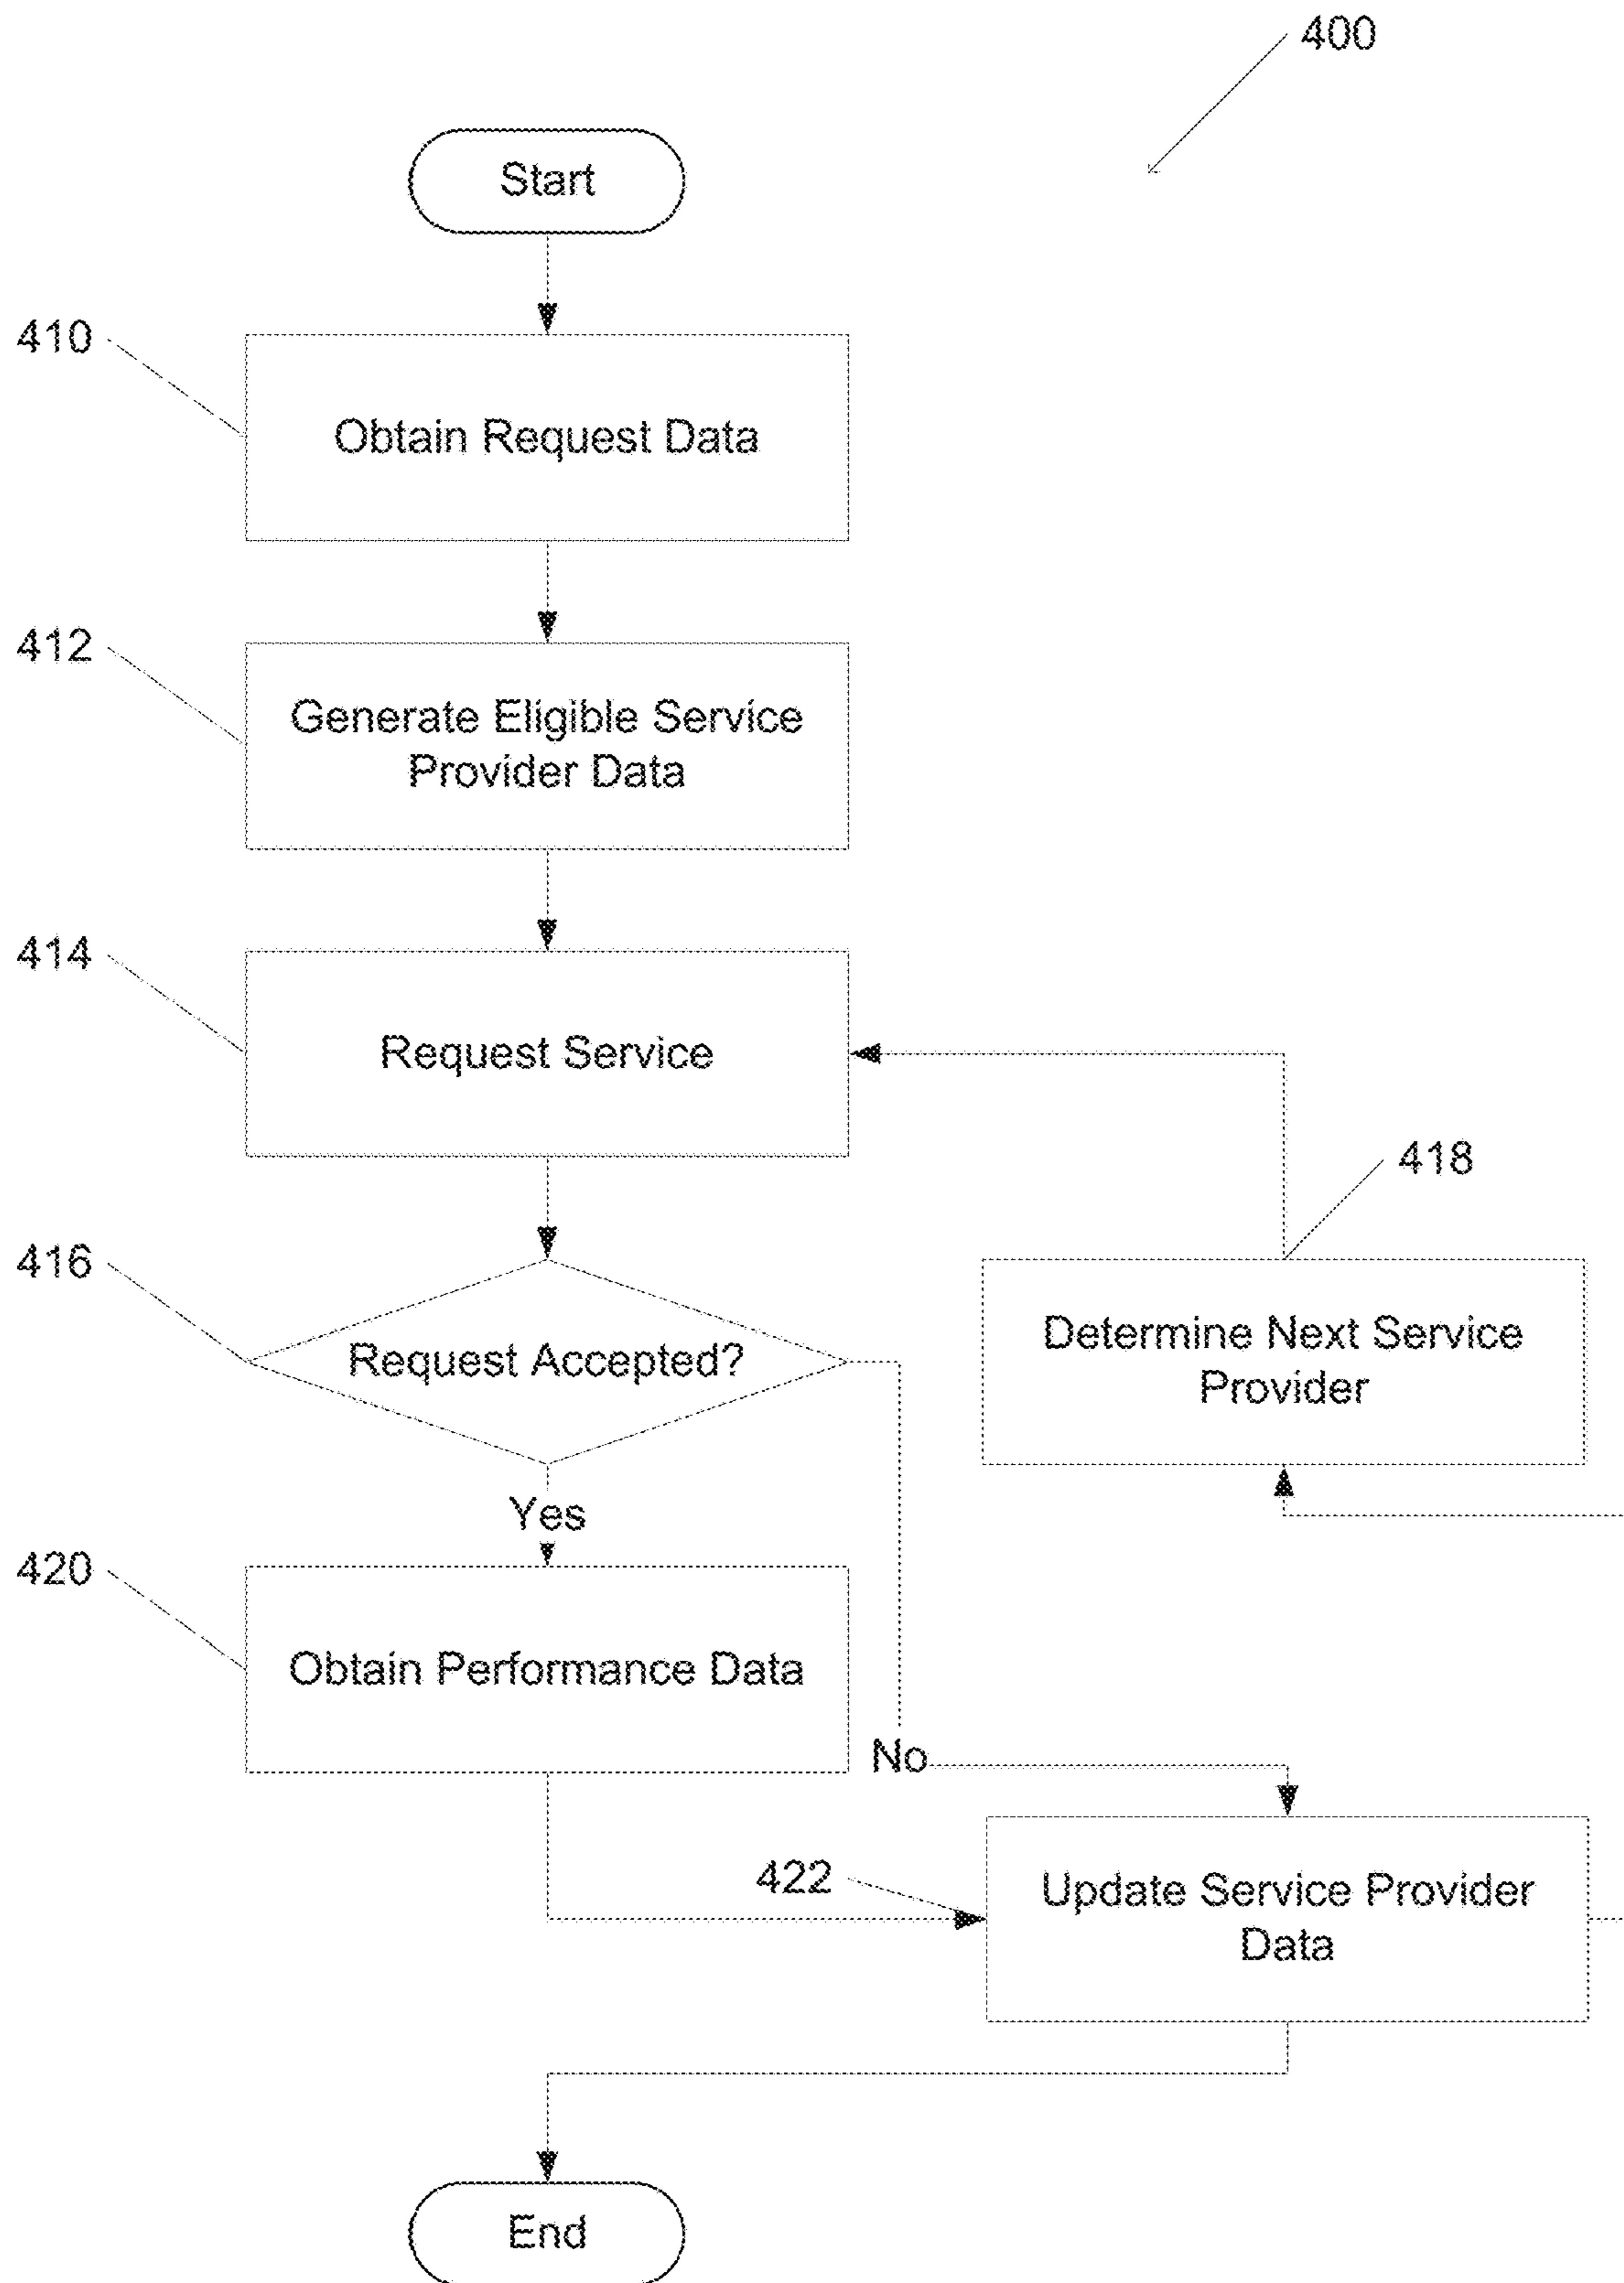 400
Start
410
Obtain Request Data
412
Generate Eligible Service
Provider Data
414
Request Service
418
416
Request Accepted?
Determine Next Service
Provider
Yes
420
Obtain Performance Data
No
422
Update Service Provider
Data
End